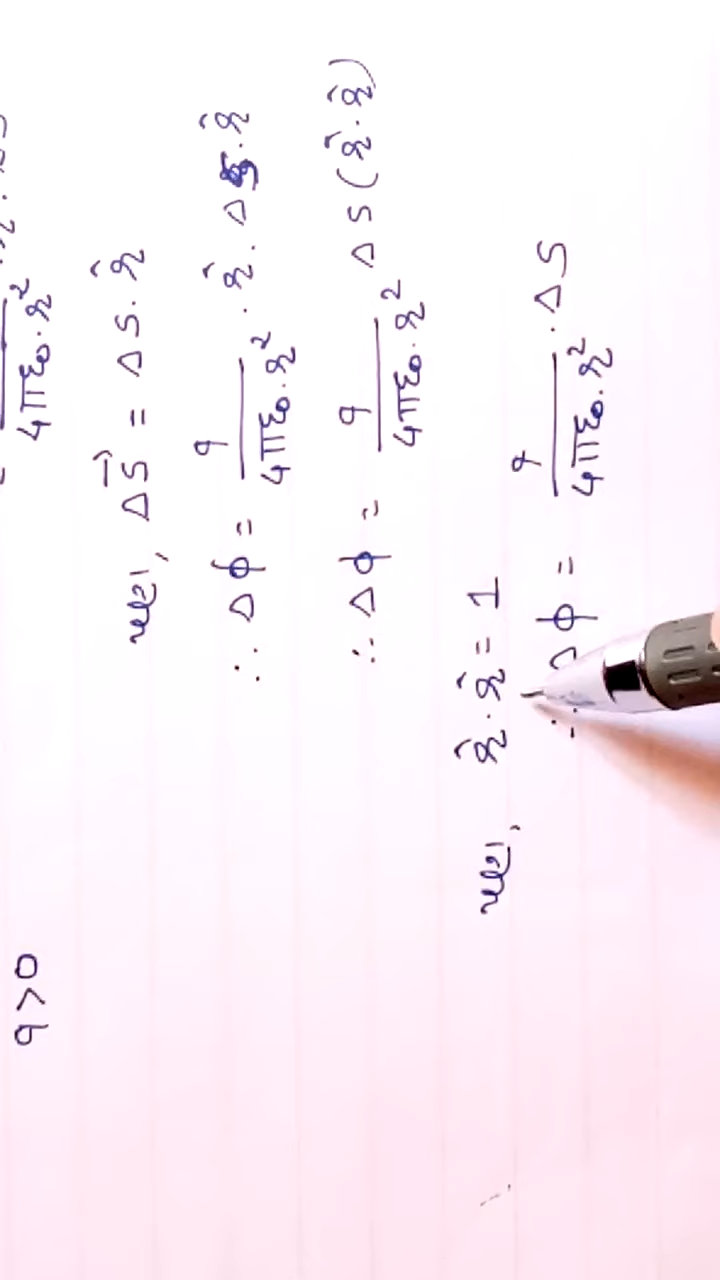 4πε₀·r²
અહી, ΔS⃗ = ΔS·r̂
∴ Δφ = q/4πε₀·r² · r̂ · ΔS·r̂
∴ Δφ = q/4πε₀·r² ΔS(r̂·r̂)
અહી, r̂·r̂ = 1
∴ Δφ = q/4πε₀·r² · ΔS
q>0